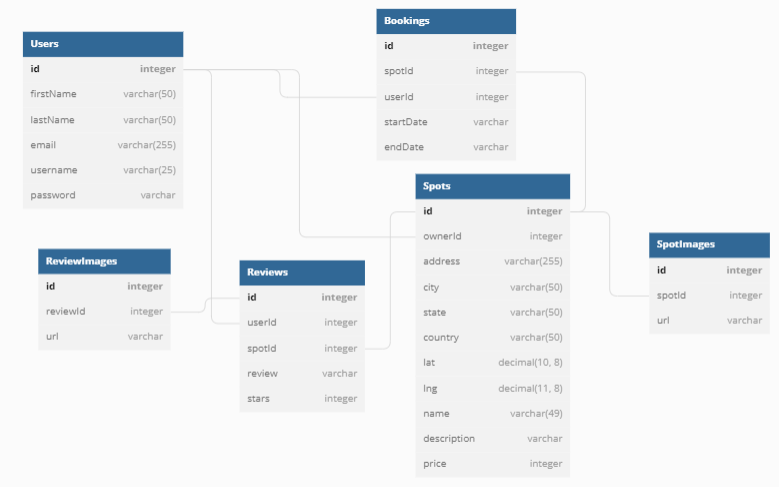 Users
id integer
firstName varchar(50)
lastName varchar(50)
email varchar(255)
username varchar(25)
password varchar
Bookings
id integer
spotId integer
userId integer
startDate varchar
endDate varchar
Spots
id integer
ownerId integer
address varchar(255)
city varchar(50)
state varchar(50)
country varchar(50)
lat decimal(10, 8)
lng decimal(11, 8)
name varchar(49)
description varchar
price integer
SpotImages
id integer
spotId integer
url varchar
ReviewImages
id integer
reviewId integer
url varchar
Reviews
id integer
userId integer
spotId integer
review varchar
stars integer